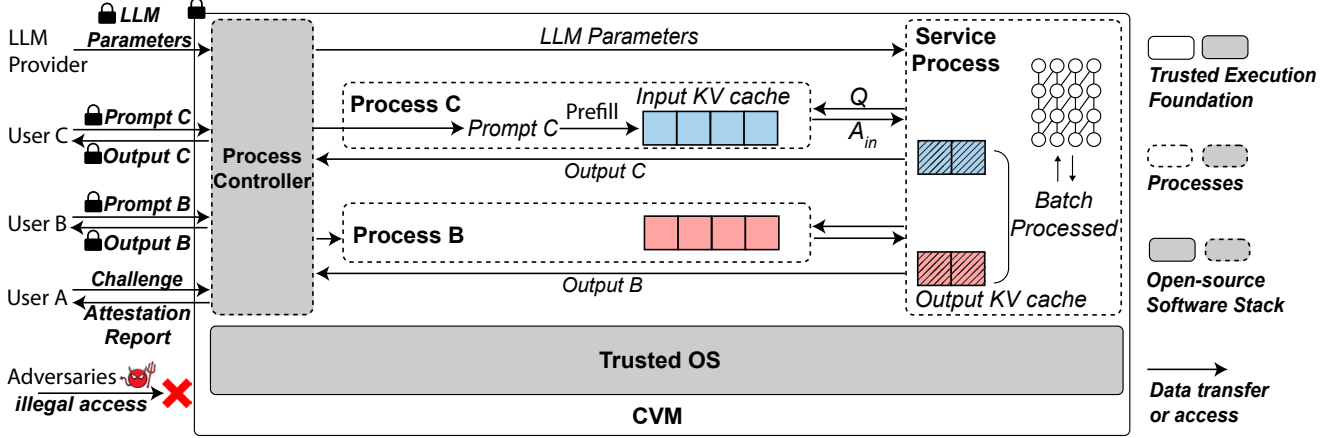 LLM
Provider
LLM
Parameters
User C
Prompt C
Output C
User B
Prompt B
Output B
User A
Challenge
Attestation
Report
Adversaries
illegal access
Process
Controller
LLM Parameters
Process C
Prompt C
Prefill
Input KV cache
Q
A_in
Output C
Process B
Output B
Service
Process
Batch
Processed
Output KV cache
Trusted OS
CVM
Trusted Execution
Foundation
Processes
Open-source
Software Stack
Data transfer
or access